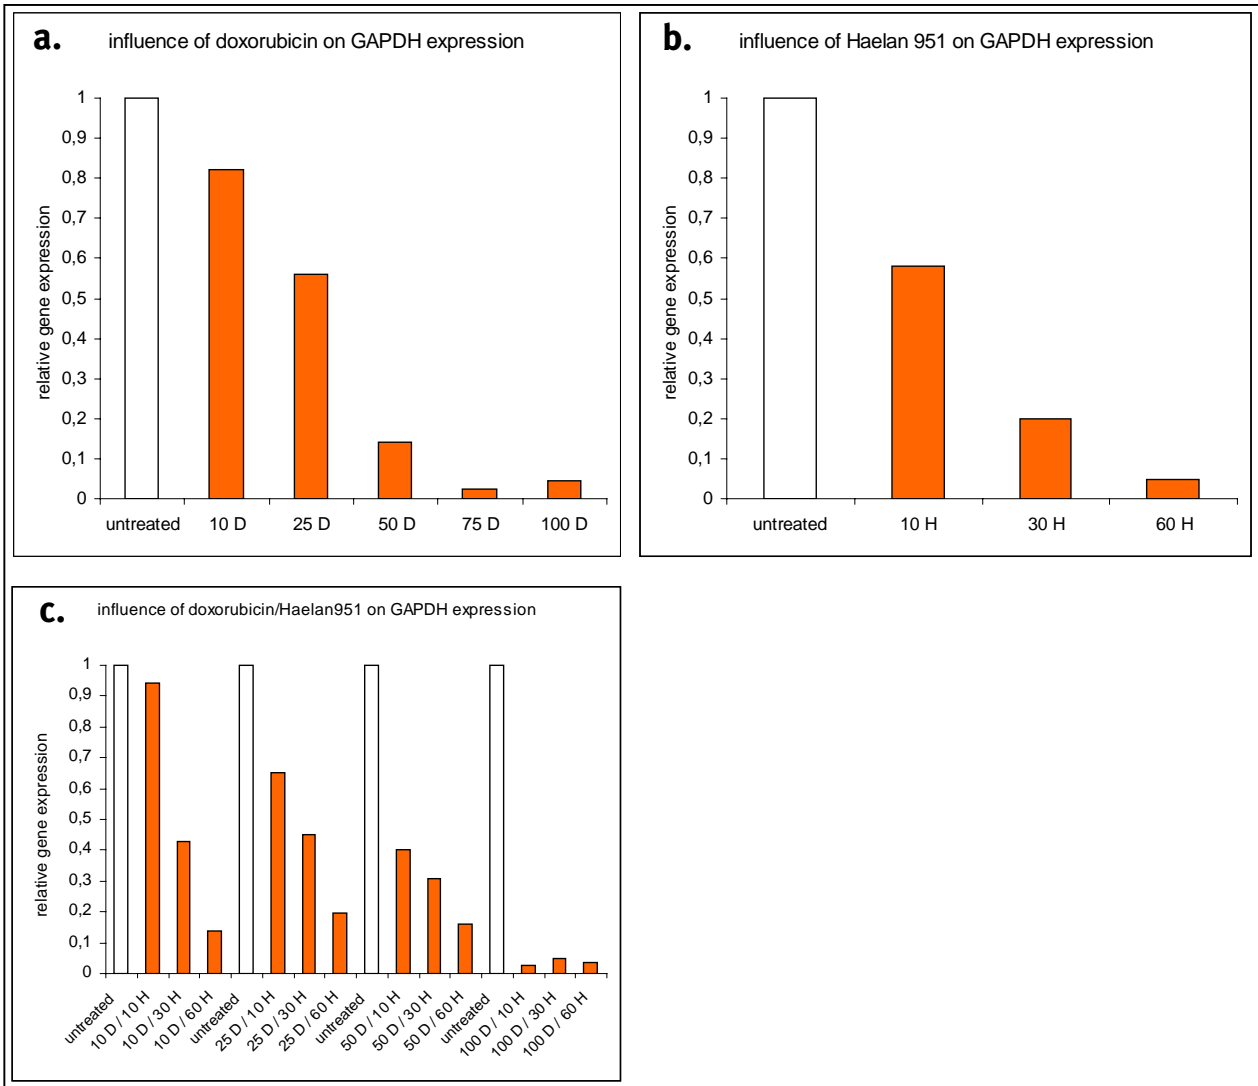 a. influence of doxorubicin on GAPDH expression
relative gene expression
1
0,9
0,8
0,7
0,6
0,5
0,4
0,3
0,2
0,1
0
untreated 10 D 25 D 50 D 75 D 100 D
b. influence of Haelan 951 on GAPDH expression
relative gene expression
1
0,9
0,8
0,7
0,6
0,5
0,4
0,3
0,2
0,1
0
untreated 10 H 30 H 60 H
c. influence of doxorubicin/Haelan951 on GAPDH expression
relative gene expression
1
0,9
0,8
0,7
0,6
0,5
0,4
0,3
0,2
0,1
0
untreated
10 D / 10 H
10 D / 30 H
10 D / 60 H
untreated
25 D / 10 H
25 D / 30 H
25 D / 60 H
untreated
50 D / 10 H
50 D / 30 H
50 D / 60 H
untreated
100 D / 10 H
100 D / 30 H
100 D / 60 H